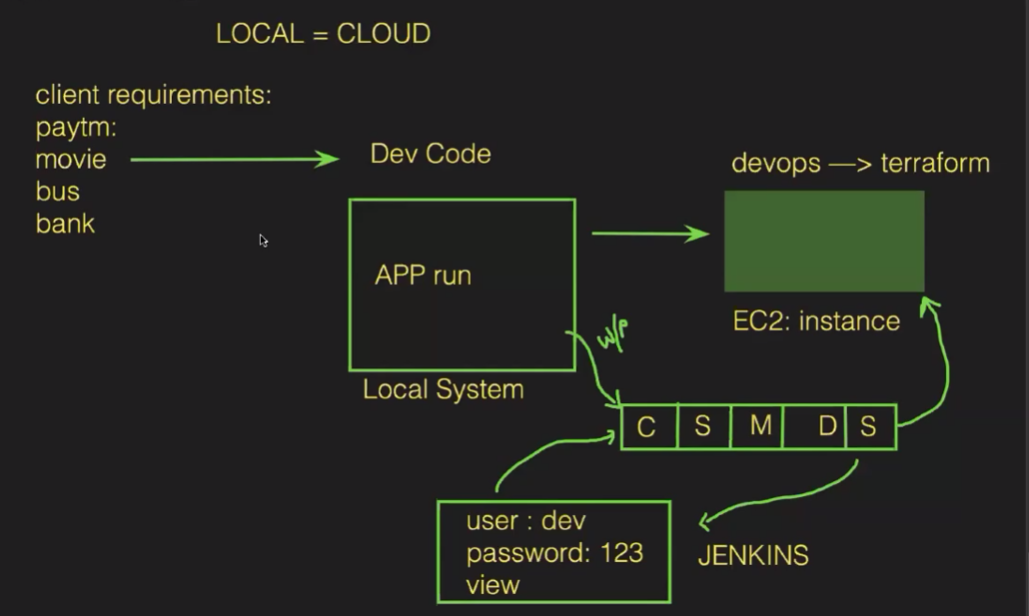 LOCAL = CLOUD
client requirements:
paytm:
movie
bus
bank
Dev Code
APP run
Local System
devops —> terraform
EC2: instance
w/P
C S M D S
user : dev
password: 123
view
JENKINS